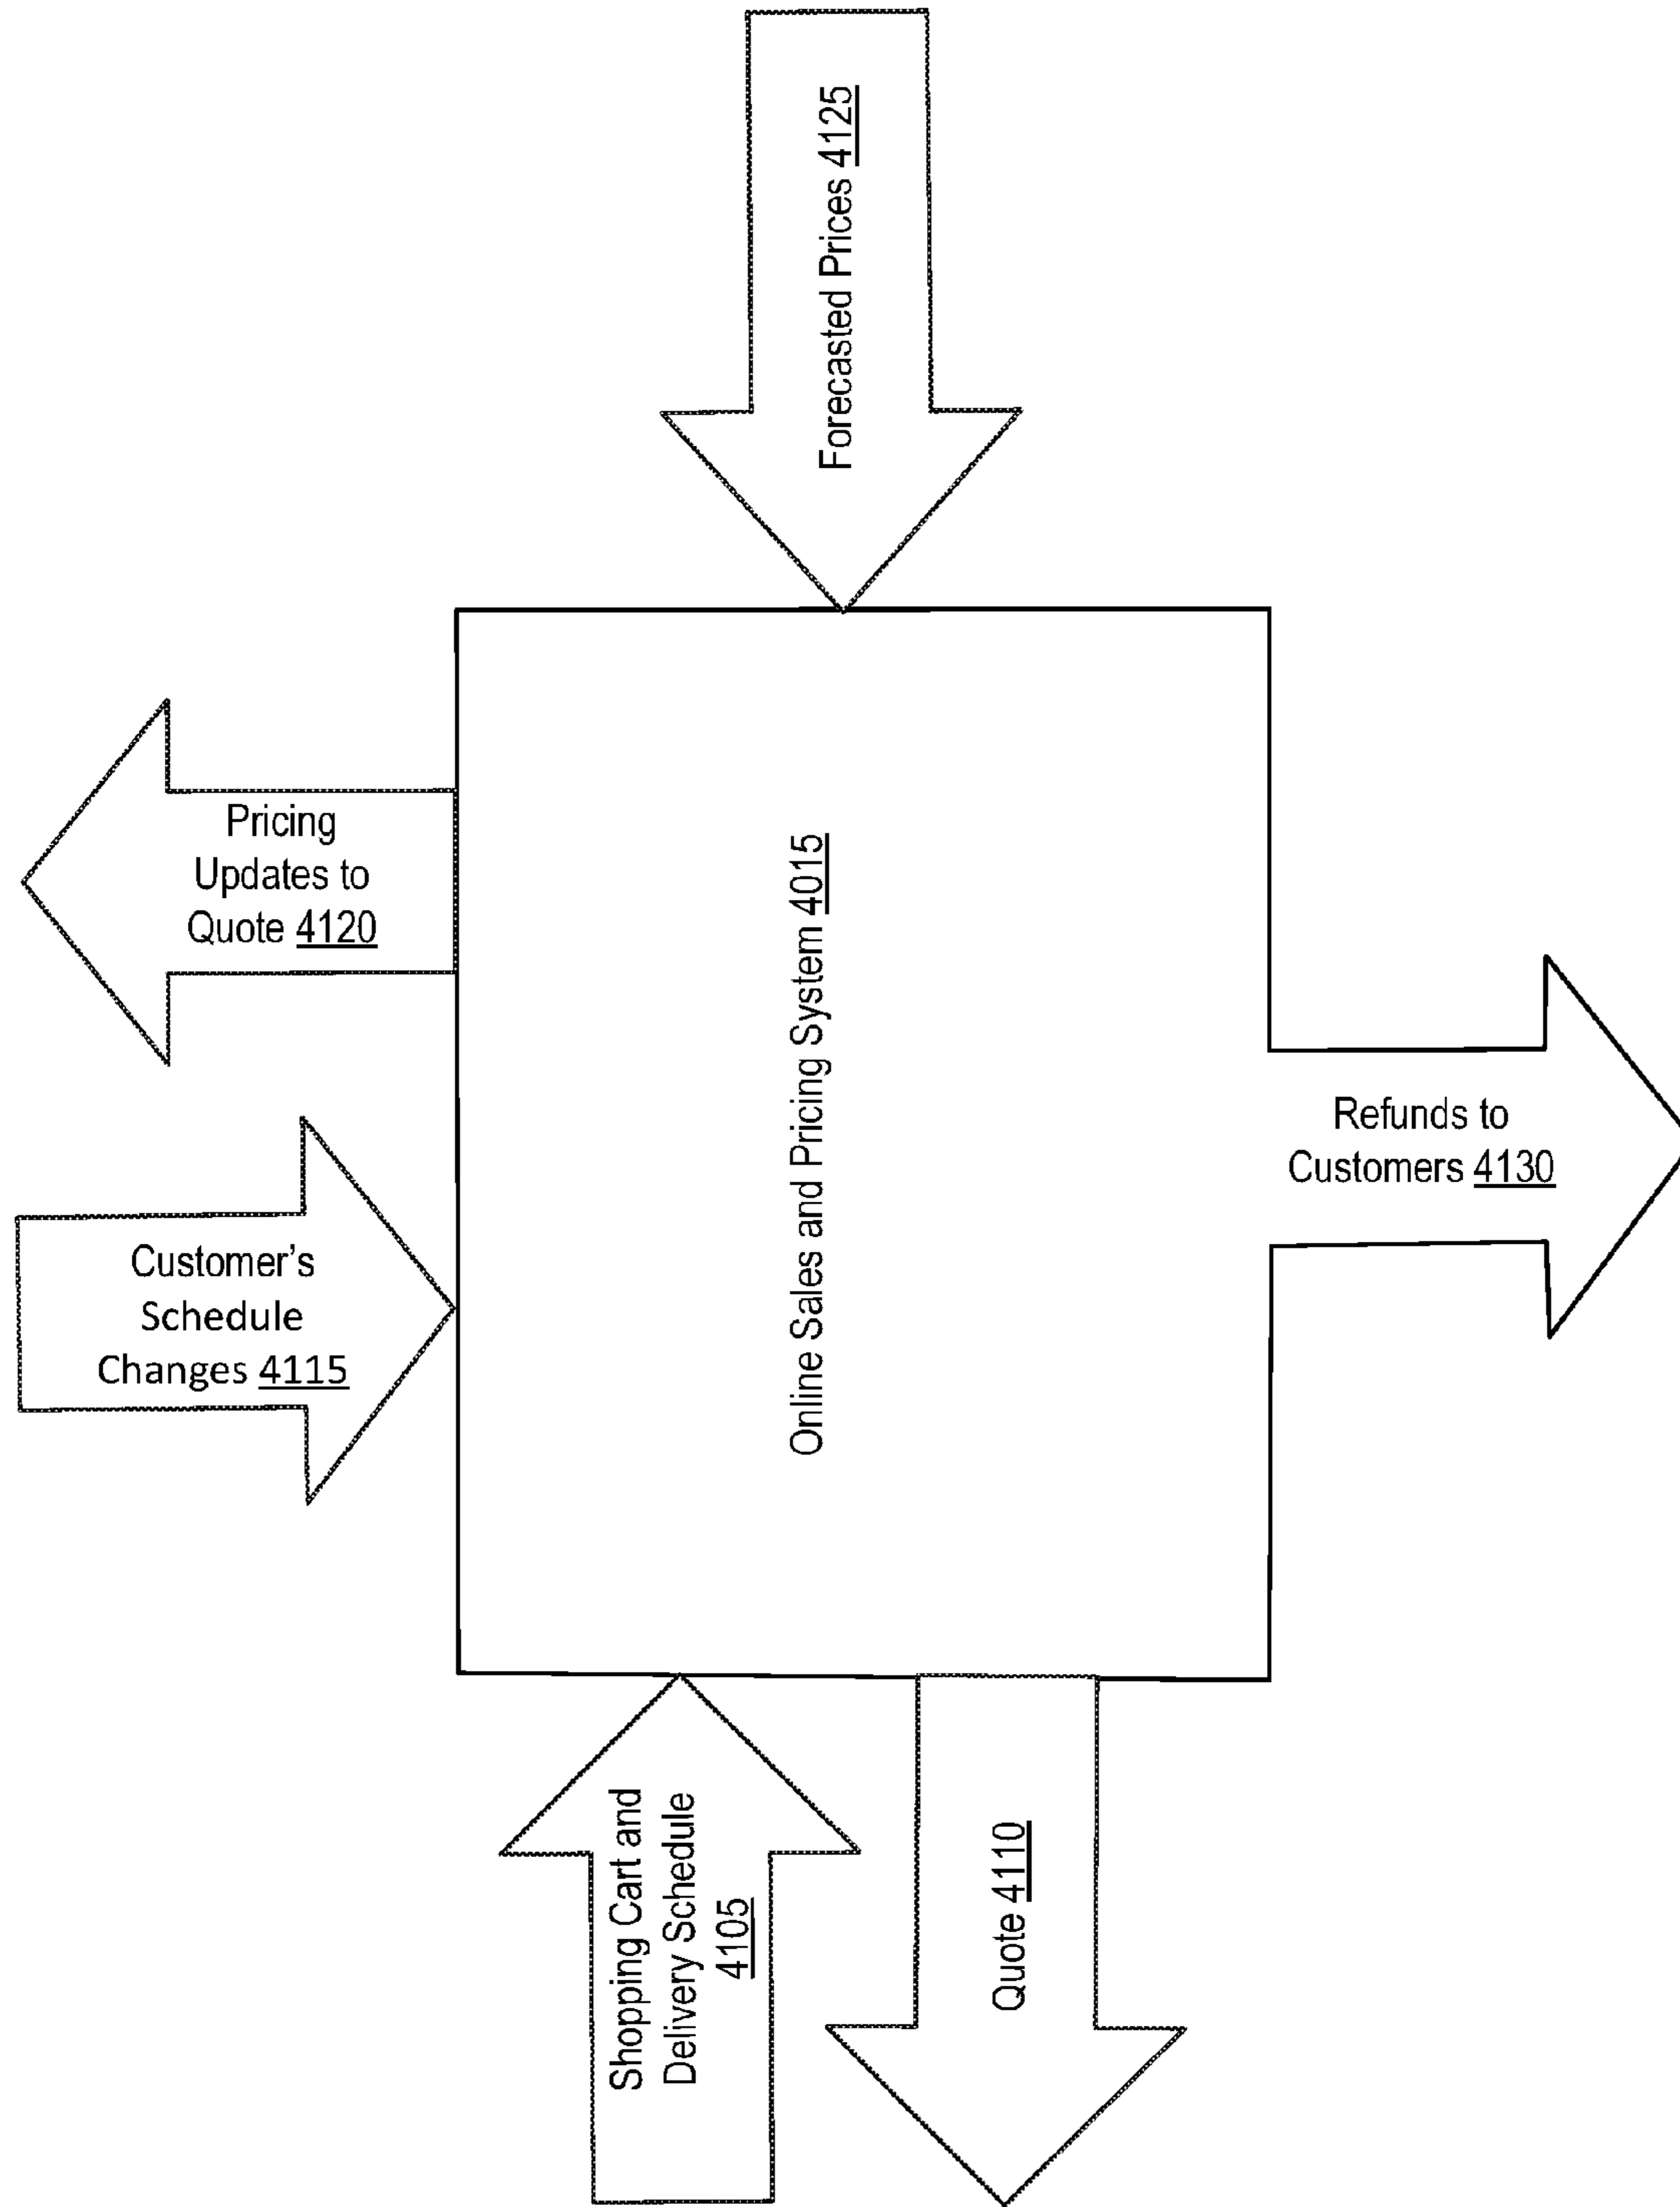 Pricing
Updates to
Quote 4120
Customer’s
Schedule
Changes 4115
Forecasted Prices 4125
Online Sales and Pricing System 4015
Refunds to
Customers 4130
Shopping Cart and
Delivery Schedule
4105
Quote 4110